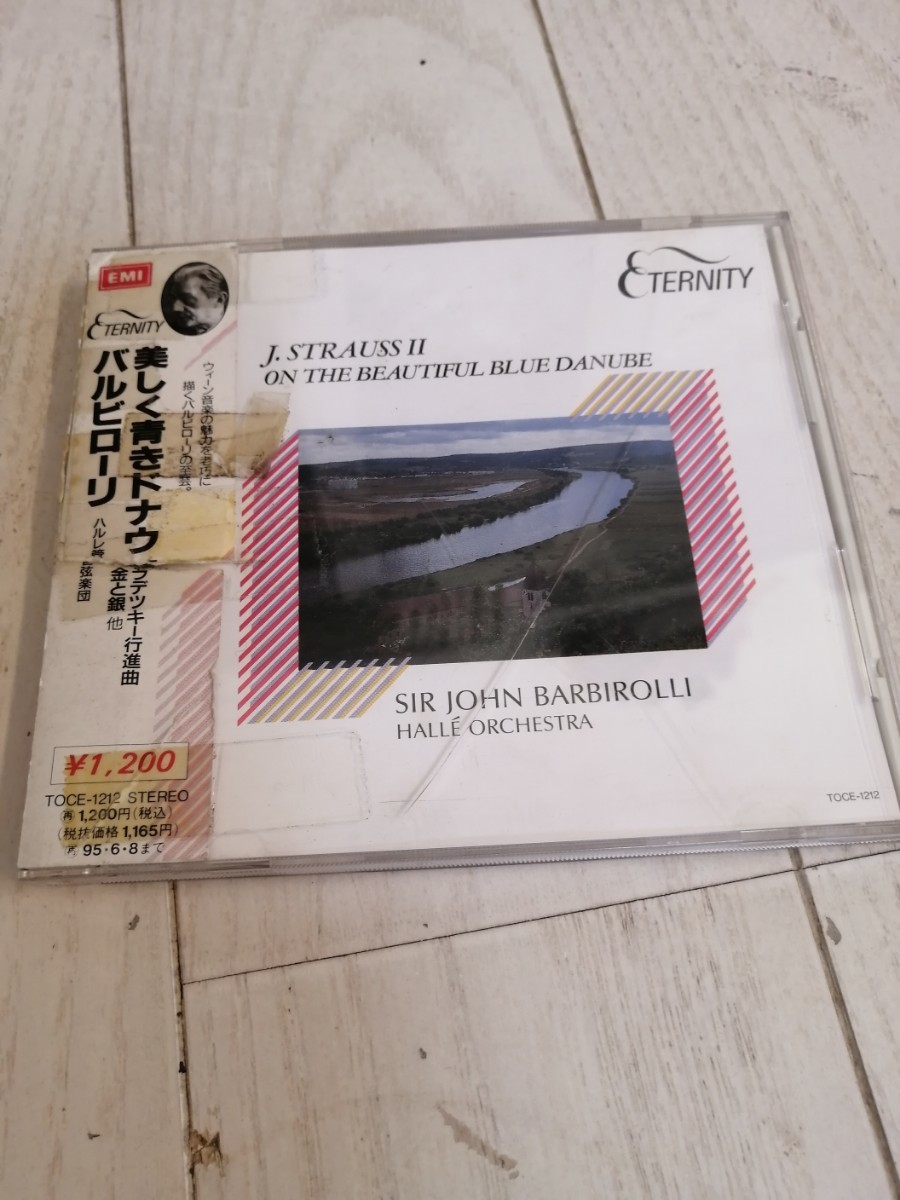 EMI
ETERNITY
美しく青きドナウ
ラデツキー行進曲
金と銀 他
バルビローリ
ハルレ
弦楽団
ウィーン音楽の魅力を老巧に
描くバルビローリの至芸。
¥1,200
TOCE-1212 STEREO
再 1,200円(税込)
(税抜価格 1,165円)
再 95・6・8まで
ETERNITY
J. STRAUSS II
ON THE BEAUTIFUL BLUE DANUBE
SIR JOHN BARBIROLLI
HALLÉ ORCHESTRA
TOCE-1212